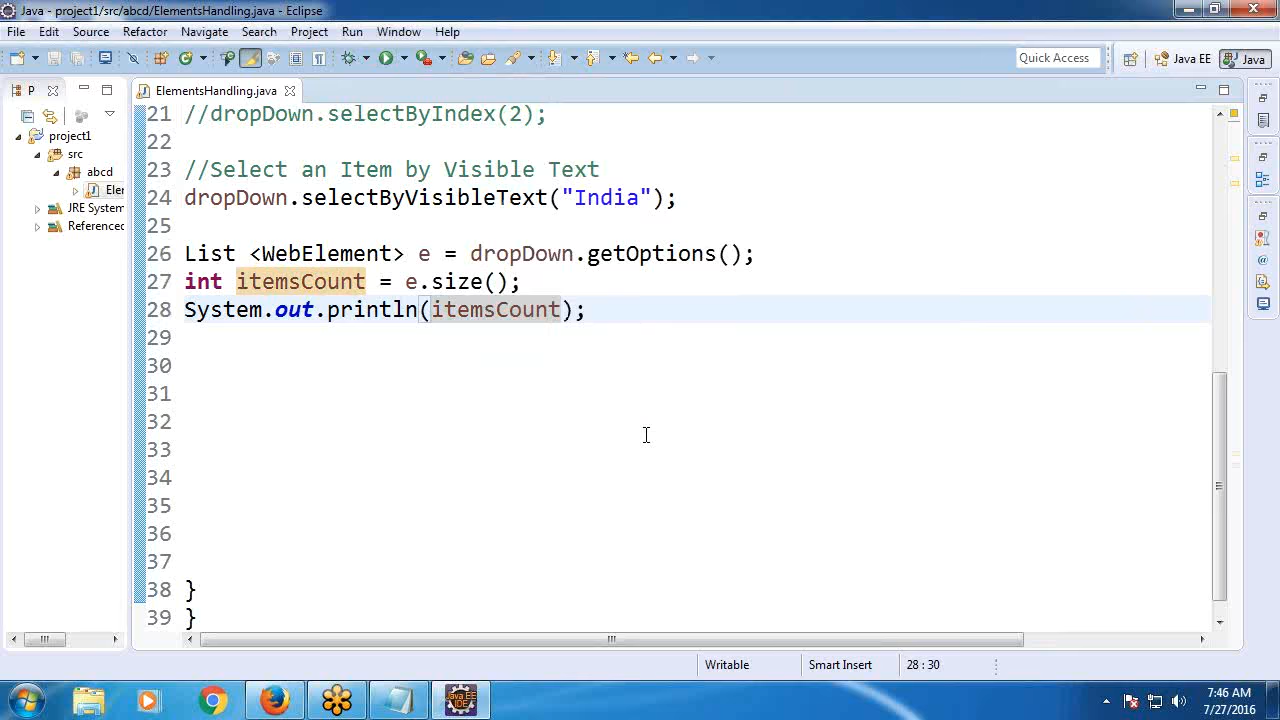 Java - project1/src/abcd/ElementsHandling.java - Eclipse
File Edit Source Refactor Navigate Search Project Run Window Help
Quick Access Java EE Java
P ElementsHandling.java
project1
src
abcd
Elen
JRE System
Referenced
21 //dropDown.selectByIndex(2);
22
23 //Select an Item by Visible Text
24 dropDown.selectByVisibleText("India");
25
26 List <WebElement> e = dropDown.getOptions();
27 int itemsCount = e.size();
28 System.out.println(itemsCount);
29
30
31
32
33
34
35
36
37
38 }
39 }
Writable Smart Insert 28 : 30
Java EE IDE
7:46 AM
7/27/2016